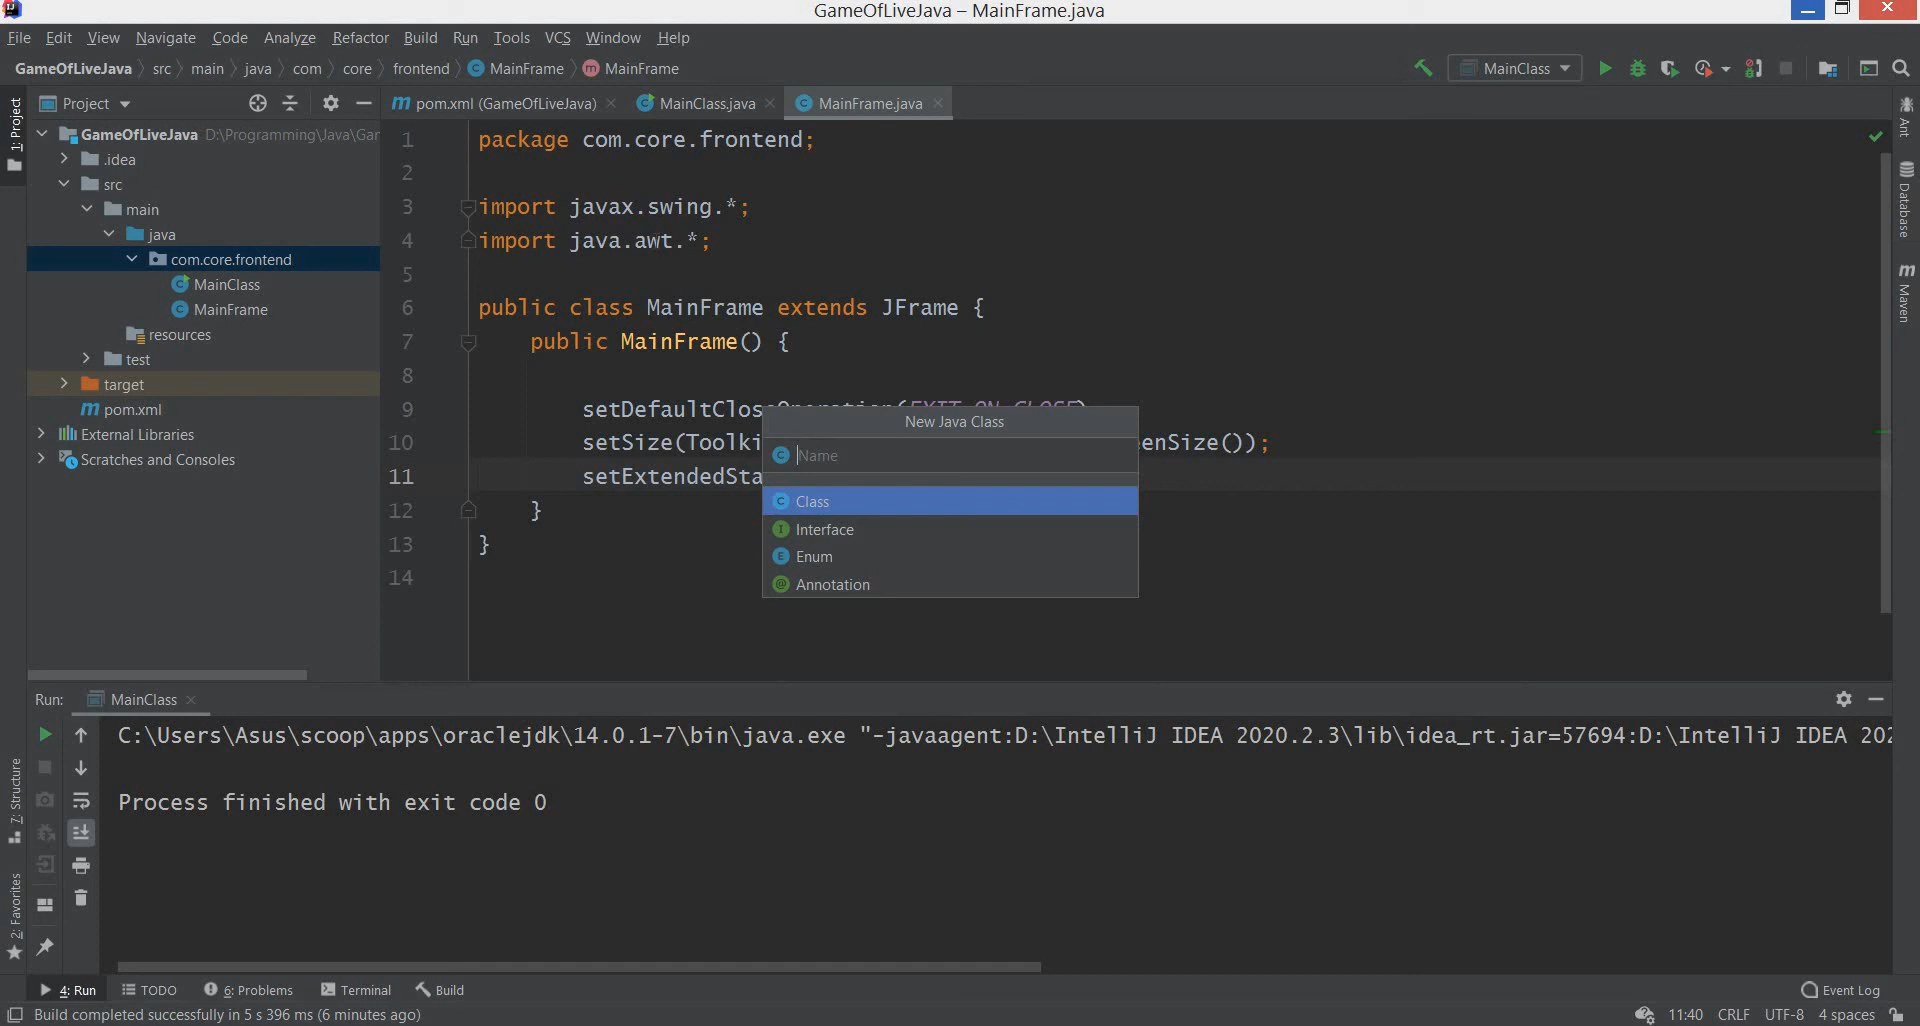 GameOfLiveJava – MainFrame.java
File Edit View Navigate Code Analyze Refactor Build Run Tools VCS Window Help
GameOfLiveJava src main java com core frontend MainFrame MainFrame
MainClass
1: Project
Project
pom.xml (GameOfLiveJava)
MainClass.java
MainFrame.java
GameOfLiveJava D:\Programming\Java\Gar
.idea
src
main
java
com.core.frontend
MainClass
MainFrame
resources
test
target
pom.xml
External Libraries
Scratches and Consoles
1 package com.core.frontend;
2
3 import javax.swing.*;
4 import java.awt.*;
5
6 public class MainFrame extends JFrame {
7 public MainFrame() {
8
9 setDefaultCloseOperation(EXIT_ON_CLOSE)
10 setSize(Toolki enSize());
11 setExtendedSta
12 }
13 }
14
New Java Class
Name
Class
Interface
Enum
Annotation
Ant
Database
Maven
Run: MainClass
C:\Users\Asus\scoop\apps\oraclejdk\14.0.1-7\bin\java.exe "-javaagent:D:\IntelliJ IDEA 2020.2.3\lib\idea_rt.jar=57694:D:\IntelliJ IDEA 202
Process finished with exit code 0
7: Structure
2: Favorites
4: Run TODO 6: Problems Terminal Build Event Log
Build completed successfully in 5 s 396 ms (6 minutes ago) 11:40 CRLF UTF-8 4 spaces